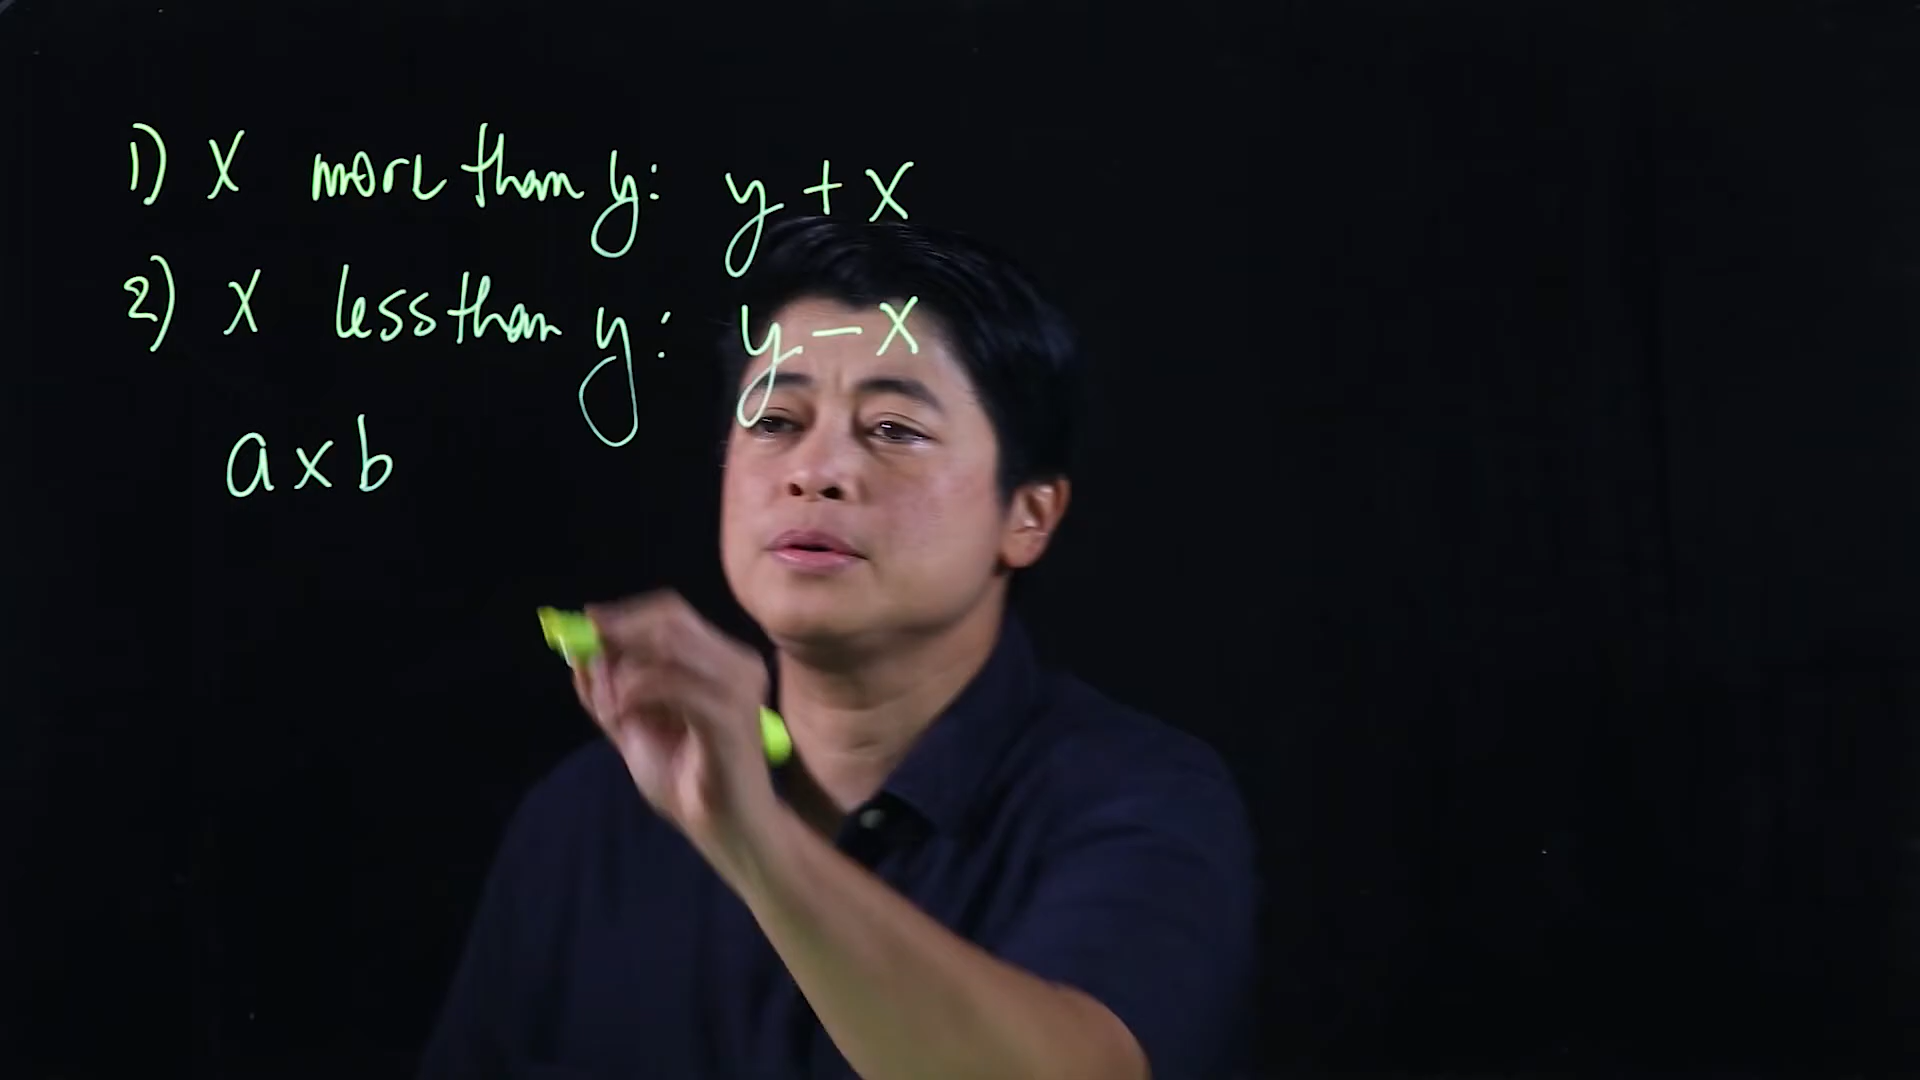 1) x more than y: y + x
2) x less than y: y - x
a x b